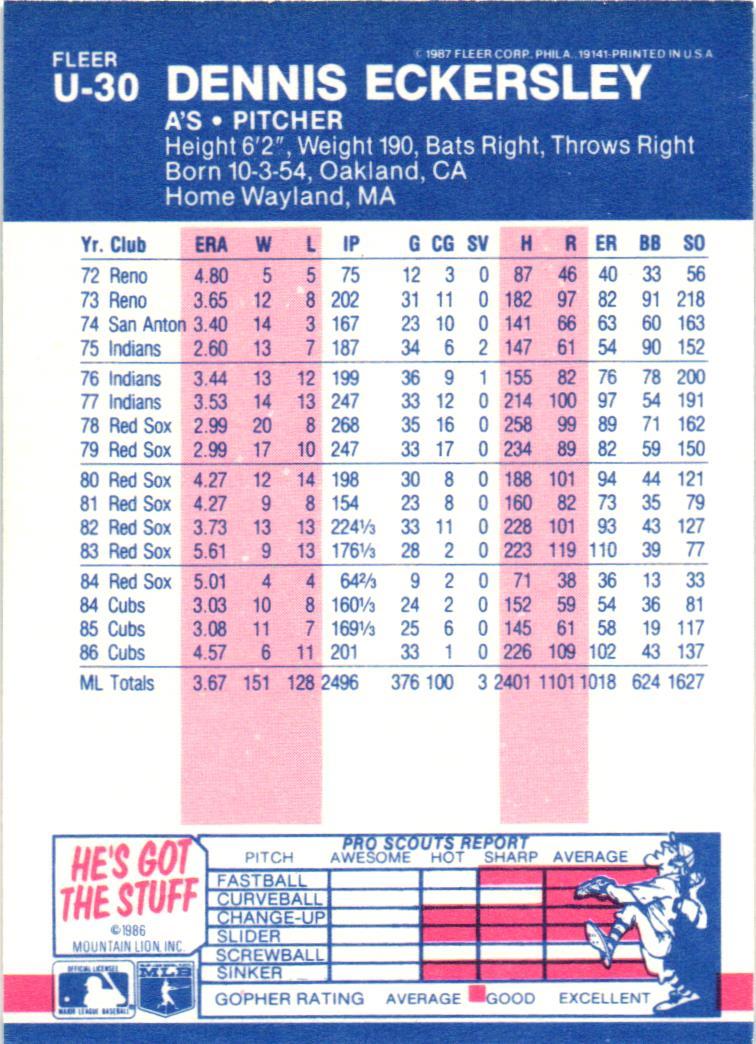 FLEER
© 1987 FLEER CORP. PHILA. 19141-PRINTED IN U.S.A
U-30 DENNIS ECKERSLEY
A'S • PITCHER
Height 6'2", Weight 190, Bats Right, Throws Right
Born 10-3-54, Oakland, CA
Home Wayland, MA
Yr. Club ERA W L IP G CG SV H R ER BB SO
72 Reno 4.80 5 5 75 12 3 0 87 46 40 33 56
73 Reno 3.65 12 8 202 31 11 0 182 97 82 91 218
74 San Anton 3.40 14 3 167 23 10 0 141 66 63 60 163
75 Indians 2.60 13 7 187 34 6 2 147 61 54 90 152
76 Indians 3.44 13 12 199 36 9 1 155 82 76 78 200
77 Indians 3.53 14 13 247 33 12 0 214 100 97 54 191
78 Red Sox 2.99 20 8 268 35 16 0 258 99 89 71 162
79 Red Sox 2.99 17 10 247 33 17 0 234 89 82 59 150
80 Red Sox 4.27 12 14 198 30 8 0 188 101 94 44 121
81 Red Sox 4.27 9 8 154 23 8 0 160 82 73 35 79
82 Red Sox 3.73 13 13 224⅓ 33 11 0 228 101 93 43 127
83 Red Sox 5.61 9 13 176⅓ 28 2 0 223 119 110 39 77
84 Red Sox 5.01 4 4 64⅔ 9 2 0 71 38 36 13 33
84 Cubs 3.03 10 8 160⅓ 24 2 0 152 59 54 36 81
85 Cubs 3.08 11 7 169⅓ 25 6 0 145 61 58 19 117
86 Cubs 4.57 6 11 201 33 1 0 226 109 102 43 137
ML Totals 3.67 151 128 2496 376 100 3 2401 1101 1018 624 1627
HE'S GOT
THE STUFF
©1986
MOUNTAIN LION, INC.
OFFICIAL LICENSEE
MAJOR LEAGUE BASEBALL
MLB
PRO SCOUTS REPORT
PITCH AWESOME HOT SHARP AVERAGE
FASTBALL
CURVEBALL
CHANGE-UP
SLIDER
SCREWBALL
SINKER
GOPHER RATING AVERAGE GOOD EXCELLENT